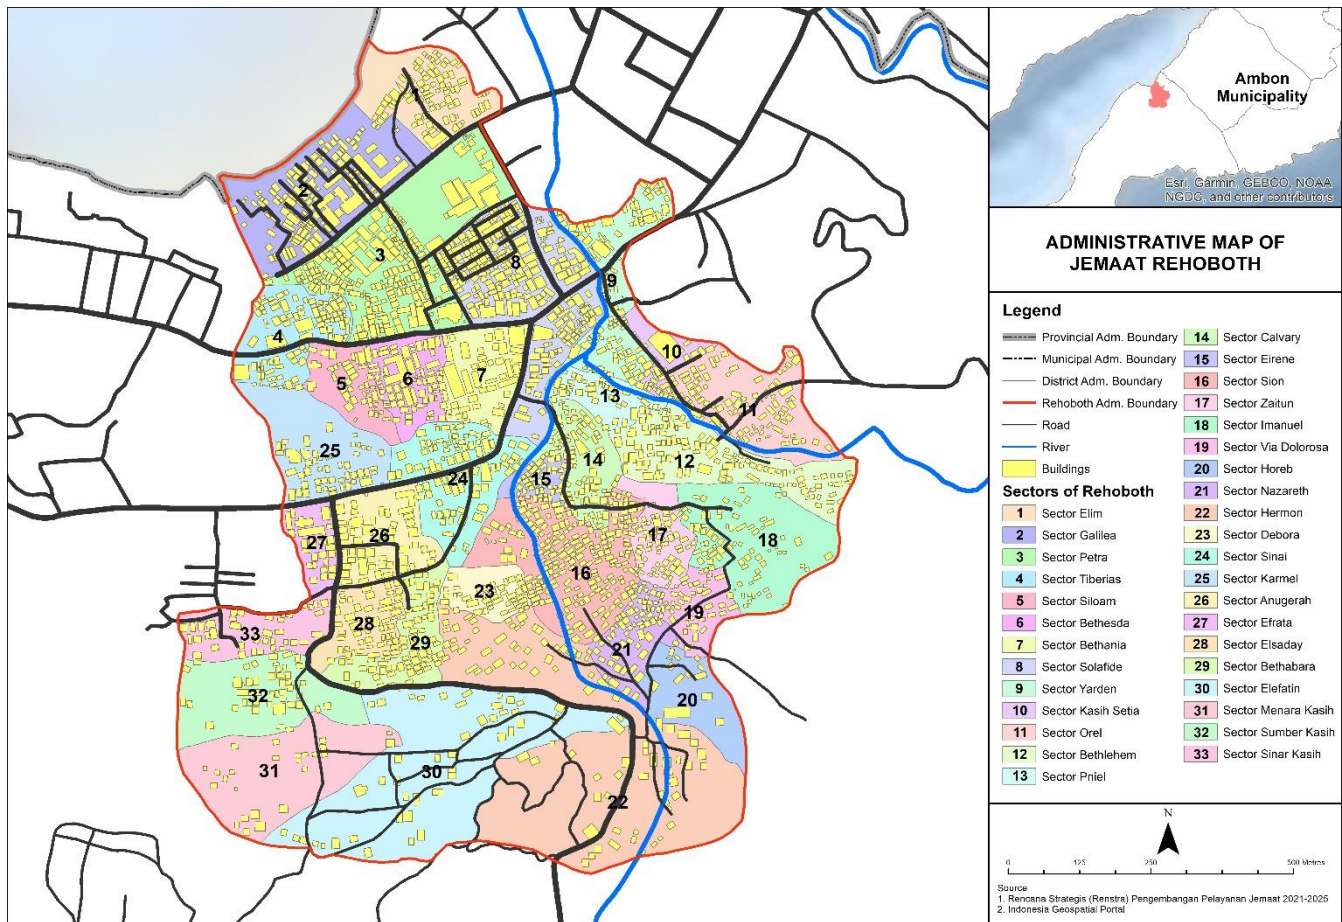 Ambon
Municipality
Esri, Garmin, GEBCO, NOAA
NGDC, and other contributors
ADMINISTRATIVE MAP OF
JEMAAT REHOBOTH
Legend
Provincial Adm. Boundary
Municipal Adm. Boundary
District Adm. Boundary
Rehoboth Adm. Boundary
Road
River
Buildings
Sectors of Rehoboth
1 Sector Elim
2 Sector Galilea
3 Sector Petra
4 Sector Tiberias
5 Sector Siloam
6 Sector Bethesda
7 Sector Bethania
8 Sector Solafide
9 Sector Yarden
10 Sector Kasih Setia
11 Sector Orel
12 Sector Bethlehem
13 Sector Pniel
14 Sector Calvary
15 Sector Eirene
16 Sector Sion
17 Sector Zaitun
18 Sector Imanuel
19 Sector Via Dolorosa
20 Sector Horeb
21 Sector Nazareth
22 Sector Hermon
23 Sector Debora
24 Sector Sinai
25 Sector Karmel
26 Sector Anugerah
27 Sector Efrata
28 Sector Elsaday
29 Sector Bethabara
30 Sector Elefatin
31 Sector Menara Kasih
32 Sector Sumber Kasih
33 Sector Sinar Kasih
N
0 125 250 500 Metres
Source
1. Rencana Strategis (Renstra) Pengembangan Pelayanan Jemaat 2021-2025
2. Indonesia Geospatial Portal
1
2
3
8
9
4
10
5
6
7
13
11
25
12
14
24
15
27
26
17
18
16
23
28
19
33
29
21
32
20
31
30
22